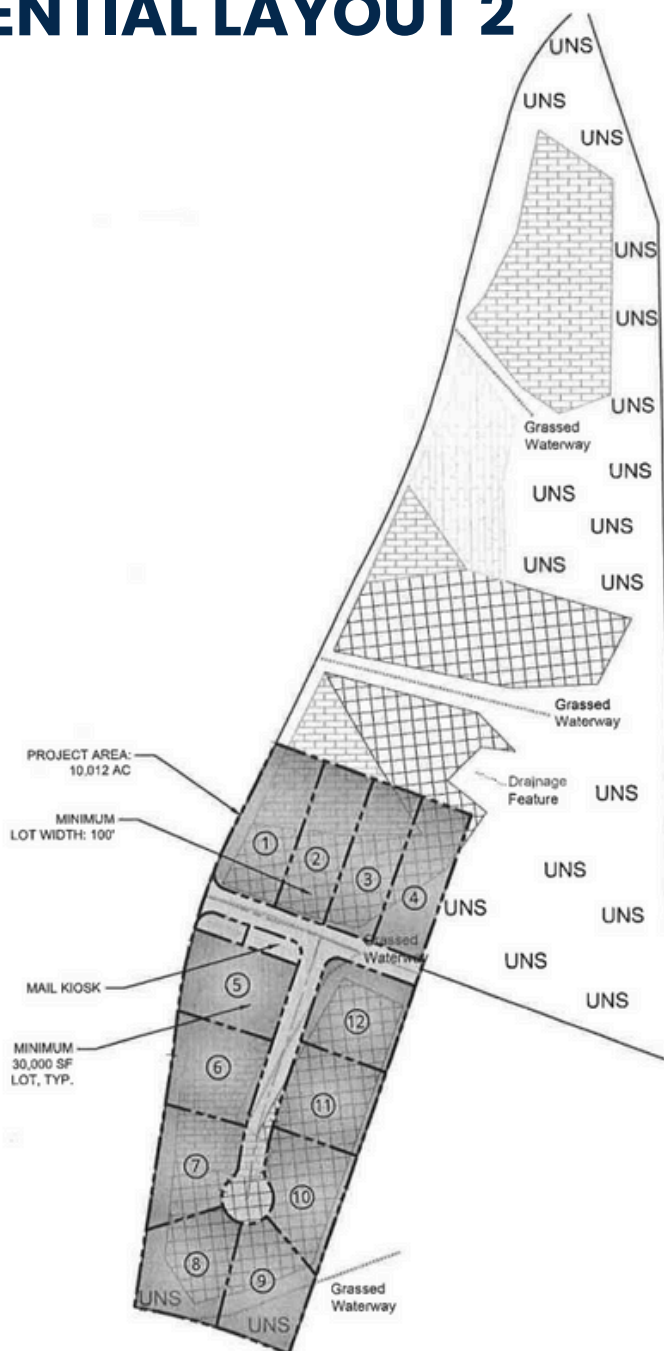 ENTIAL LAYOUT 2
UNS
UNS
UNS
UNS
UNS
Grassed
Waterway
UNS
UNS
UNS
UNS
UNS
UNS
Grassed
Waterway
PROJECT AREA:
10,012 AC
Drainage
Feature
UNS
MINIMUM
LOT WIDTH: 100'
1
2
3
4
UNS
UNS
UNS
Grassed
Waterway
UNS
UNS
MAIL KIOSK
5
12
MINIMUM
30,000 SF
LOT, TYP.
6
11
7
10
8
9
Grassed
Waterway
UNS
UNS